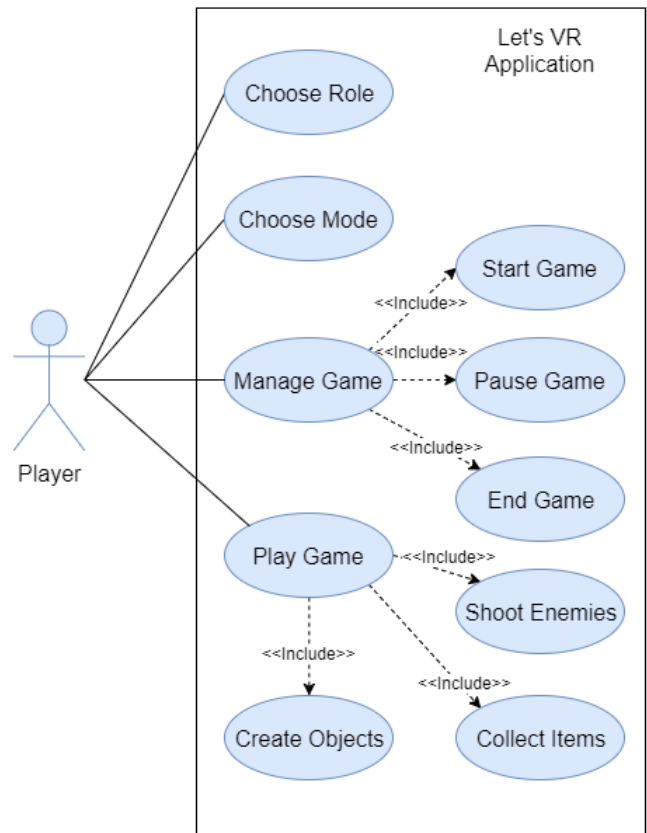 Let's VR
Application
Choose Role
Choose Mode
Start Game
<<Include>>
<<Include>>
Manage Game
Pause Game
<<Include>>
Player
End Game
Play Game
<<Include>>
Shoot Enemies
<<Include>>
<<Include>>
Create Objects
Collect Items